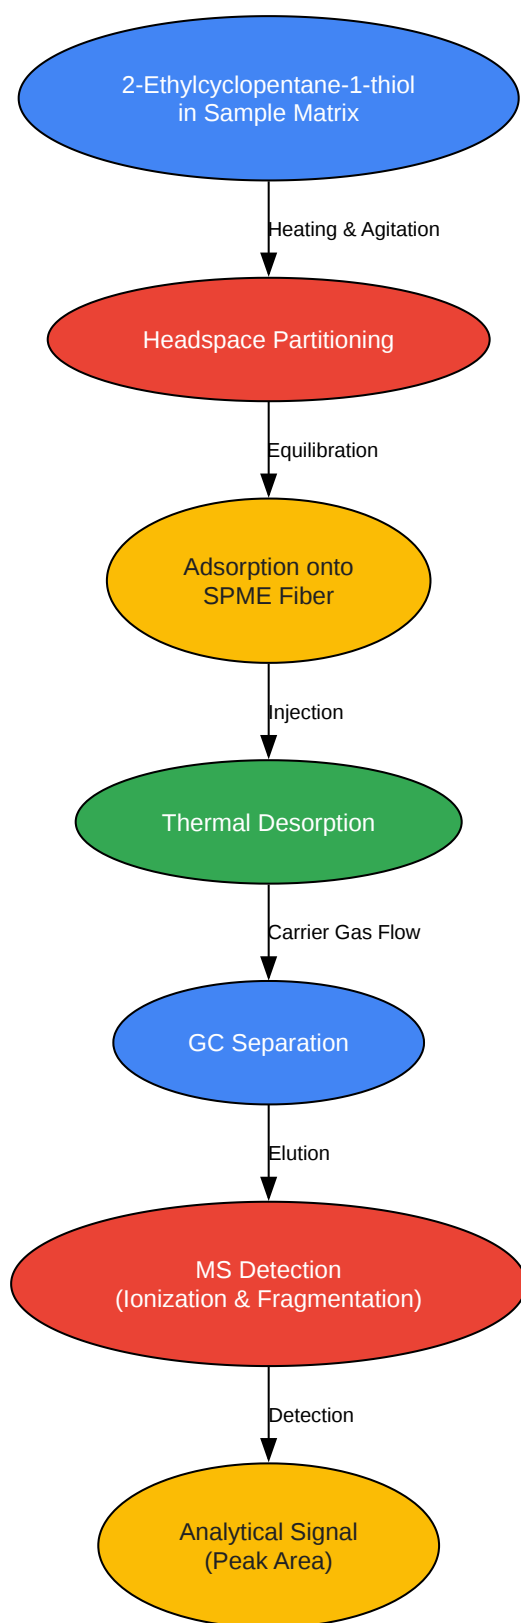 2-Ethylcyclopentane-1-thiol
in Sample Matrix
Heating & Agitation
Headspace Partitioning
Equilibration
Adsorption onto
SPME Fiber
Injection
Thermal Desorption
Carrier Gas Flow
GC Separation
Elution
MS Detection
(Ionization & Fragmentation)
Detection
Analytical Signal
(Peak Area)